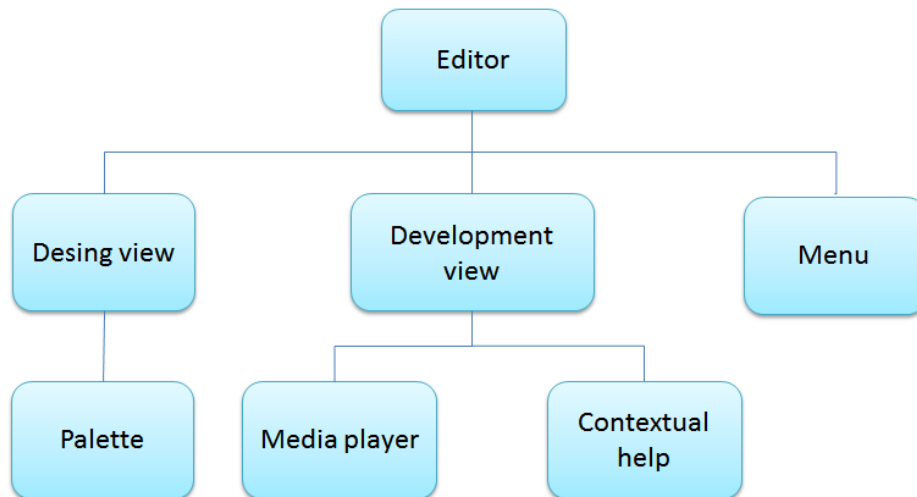 Editor
Desing view
Development
view
Menu
Palette
Media player
Contextual
help